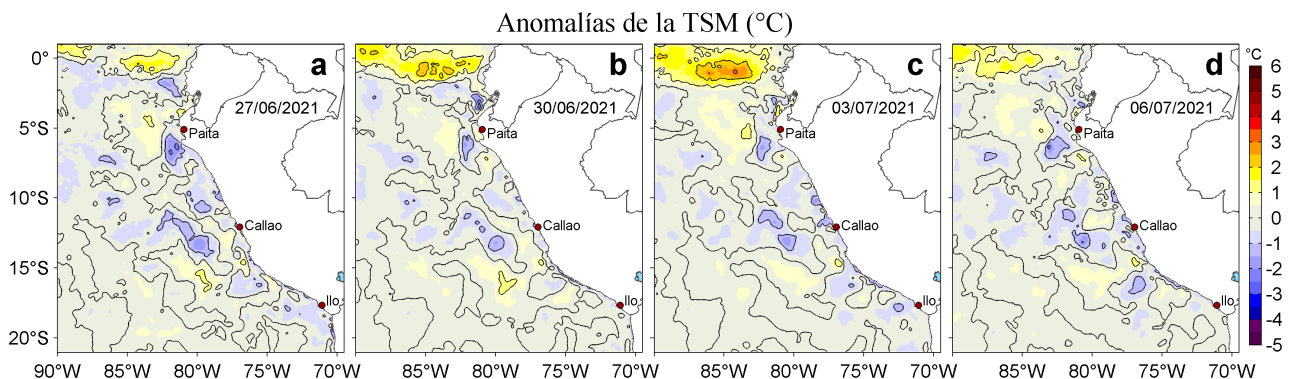 Anomalías de la TSM (°C)
a
b
c
d
°C
27/06/2021
30/06/2021
03/07/2021
06/07/2021
Paita
Paita
Paita
Paita
Callao
Callao
Callao
Callao
Ilo
Ilo
Ilo
Ilo
0°
5°S
10°S
15°S
20°S
90°W 85°W 80°W 75°W 70°W
85°W 80°W 75°W 70°W
85°W 80°W 75°W 70°W
85°W 80°W 75°W 70°W
6
5
4
3
2
1
0
-1
-2
-3
-4
-5